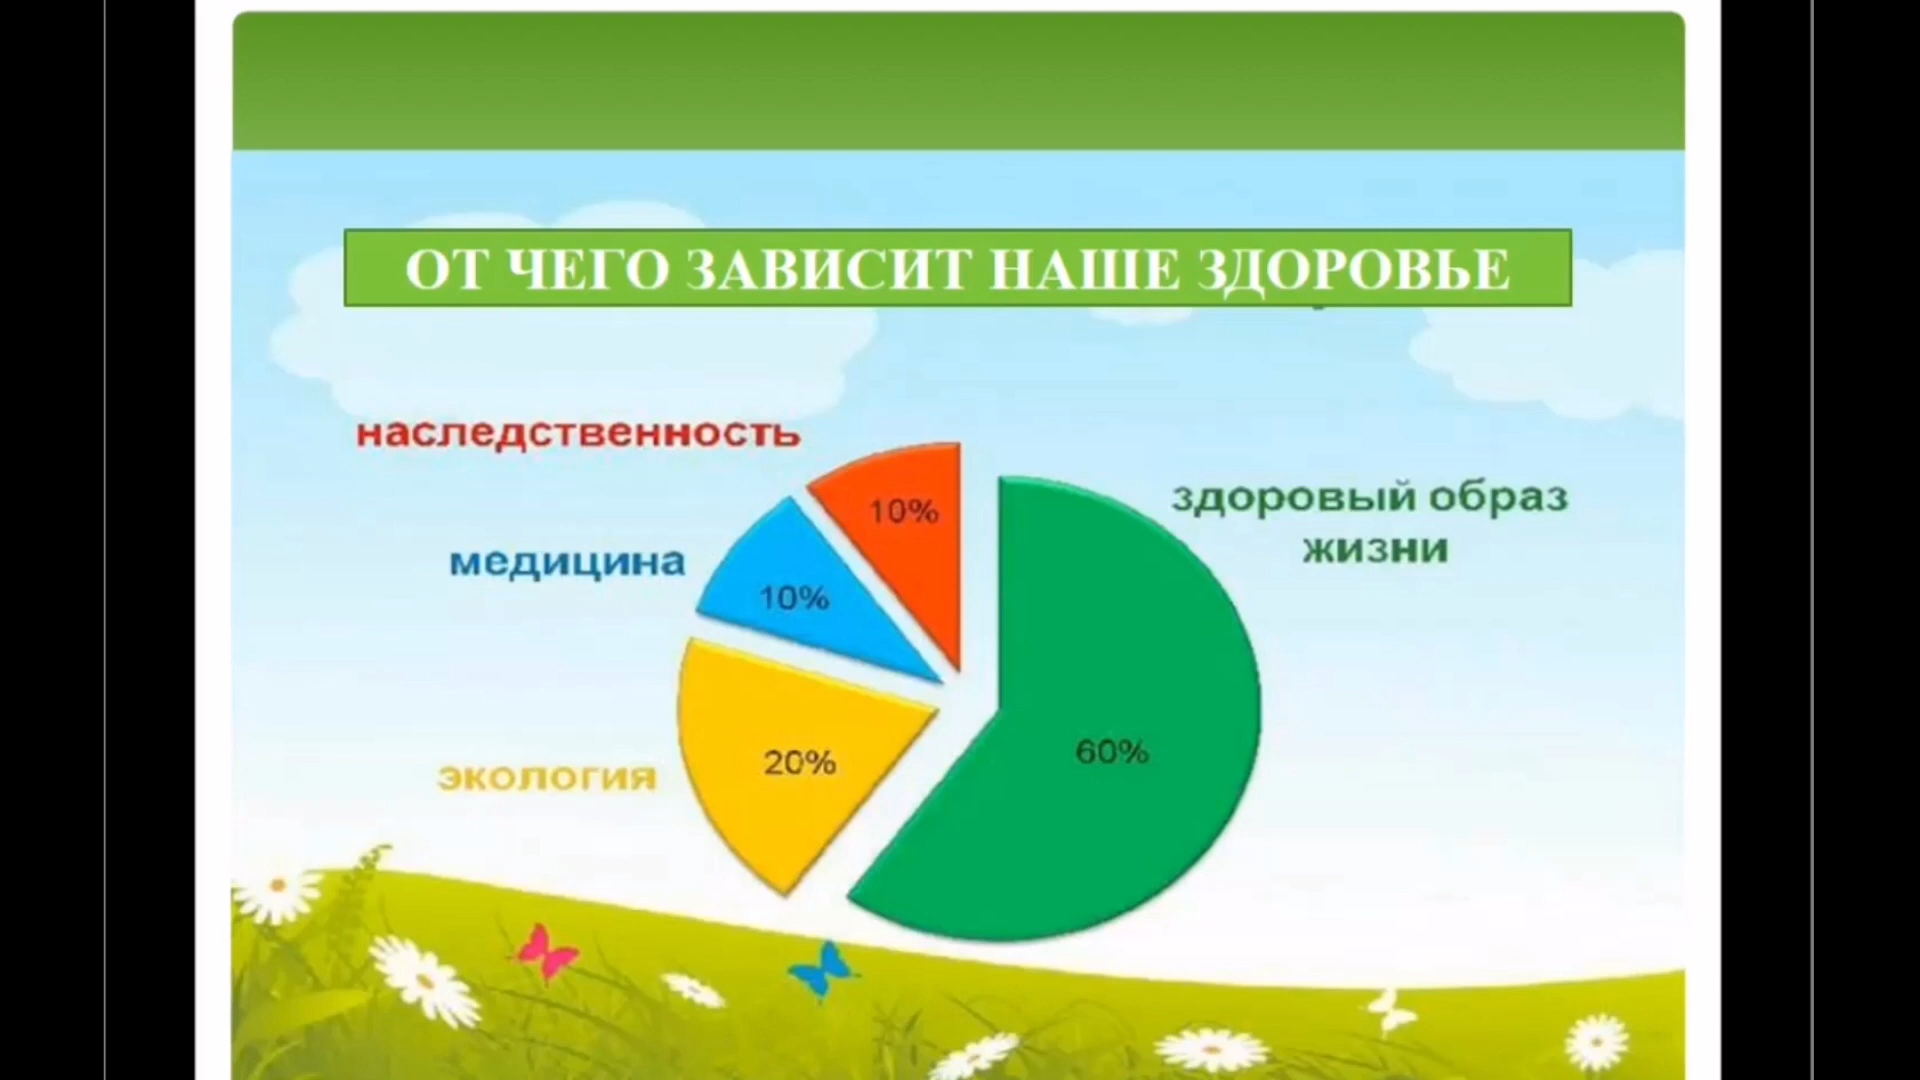 ОТ ЧЕГО ЗАВИСИТ НАШЕ ЗДОРОВЬЕ
наследственность
10%
здоровый образ
жизни
медицина
10%
60%
экология
20%